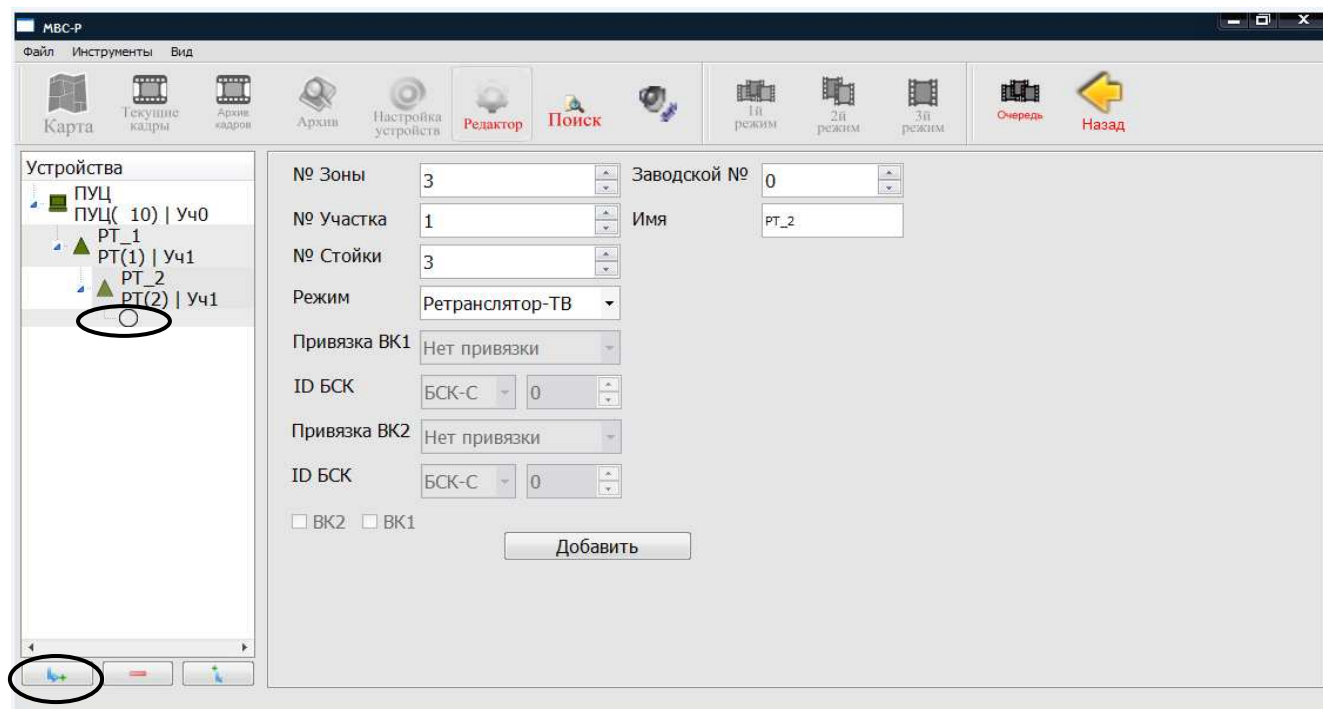 МВС-Р
Файл Инструменты Вид
Карта
Текущие кадры
Архив кадров
Архив
Настройка устройств
Редактор
Поиск
1й режим
2й режим
3й режим
Очередь
Назад
Устройства
ПУЦ
ПУЦ( 10) | Уч0
РТ_1
РТ(1) | Уч1
РТ_2
РТ(2) | Уч1
№ Зоны 3 Заводской № 0
№ Участка 1 Имя РТ_2
№ Стойки 3
Режим Ретранслятор-ТВ
Привязка ВК1 Нет привязки
ID БСК БСК-С 0
Привязка ВК2 Нет привязки
ID БСК БСК-С 0
ВК2 ВК1
Добавить